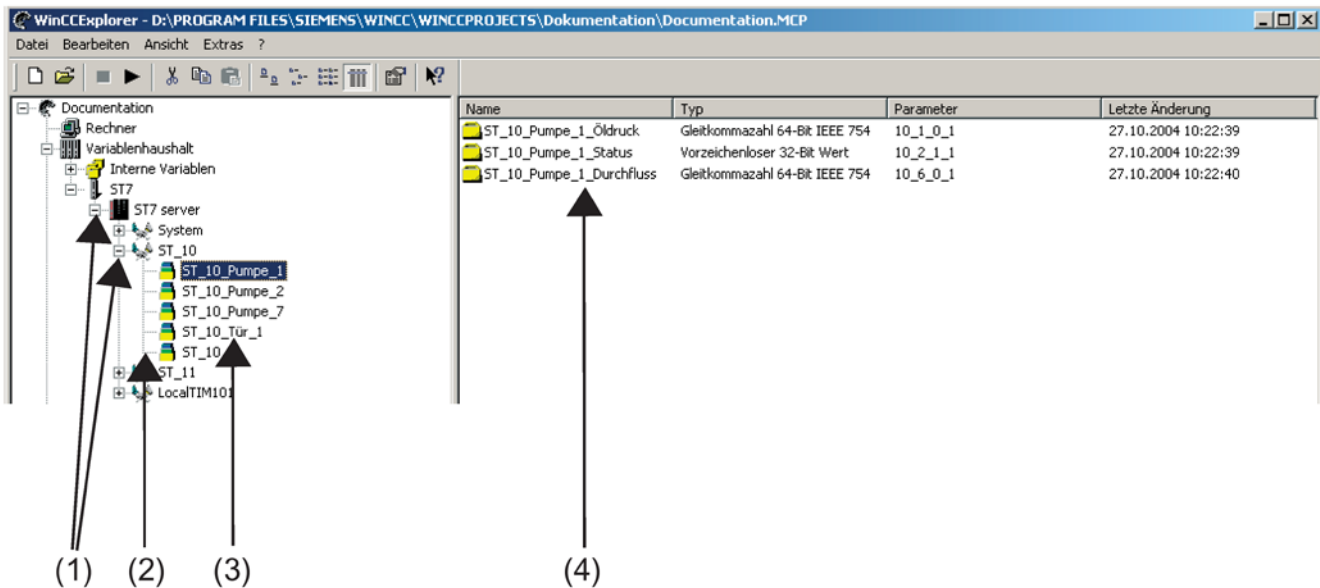 WinCCExplorer - D:\PROGRAM FILES\SIEMENS\WINCC\WINCCPROJECTS\Dokumentation\Documentation.MCP
Datei Bearbeiten Ansicht Extras ?
Documentation
Rechner
Variablenhaushalt
Interne Variablen
ST7
ST7 server
System
ST_10
ST_10_Pumpe_1
ST_10_Pumpe_2
ST_10_Pumpe_7
ST_10_Tür_1
ST_10
ST_11
LocalTIM101
Name Typ Parameter Letzte Änderung
ST_10_Pumpe_1_Öldruck Gleitkommazahl 64-Bit IEEE 754 10_1_0_1 27.10.2004 10:22:39
ST_10_Pumpe_1_Status Vorzeichenloser 32-Bit Wert 10_2_1_1 27.10.2004 10:22:39
ST_10_Pumpe_1_Durchfluss Gleitkommazahl 64-Bit IEEE 754 10_6_0_1 27.10.2004 10:22:40
(1) (2) (3) (4)